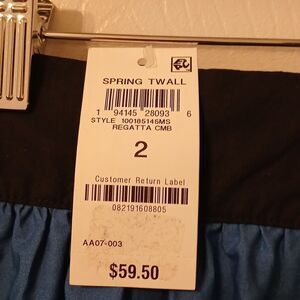 SPRING TWALL
1 94145 28093 6
STYLE 100185145MS
REGATTA CMB
2
Customer Return Label
082191608805
AA07-003
$59.50